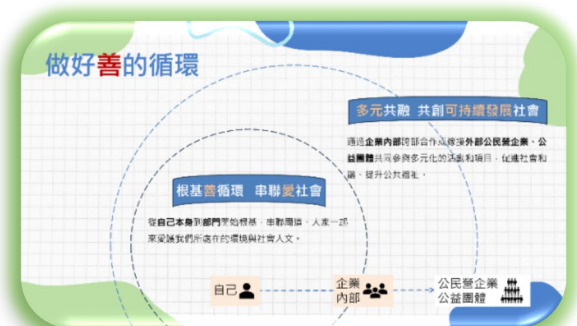 做好善的循環
多元共融 共創可持續發展社會
通過企業內部跨部合作或嫁接外部公民營企業、公
益團體共同參與多元化的活動和項目，促進社會和
諧、提升公共福祉。
根基善循環 串聯愛社會
從自己本身到部門開始根基，串聯周遭，人產一起
來愛護我們所處在的環境與社會人文。
自己
企業
內部
公民營企業
公益團體